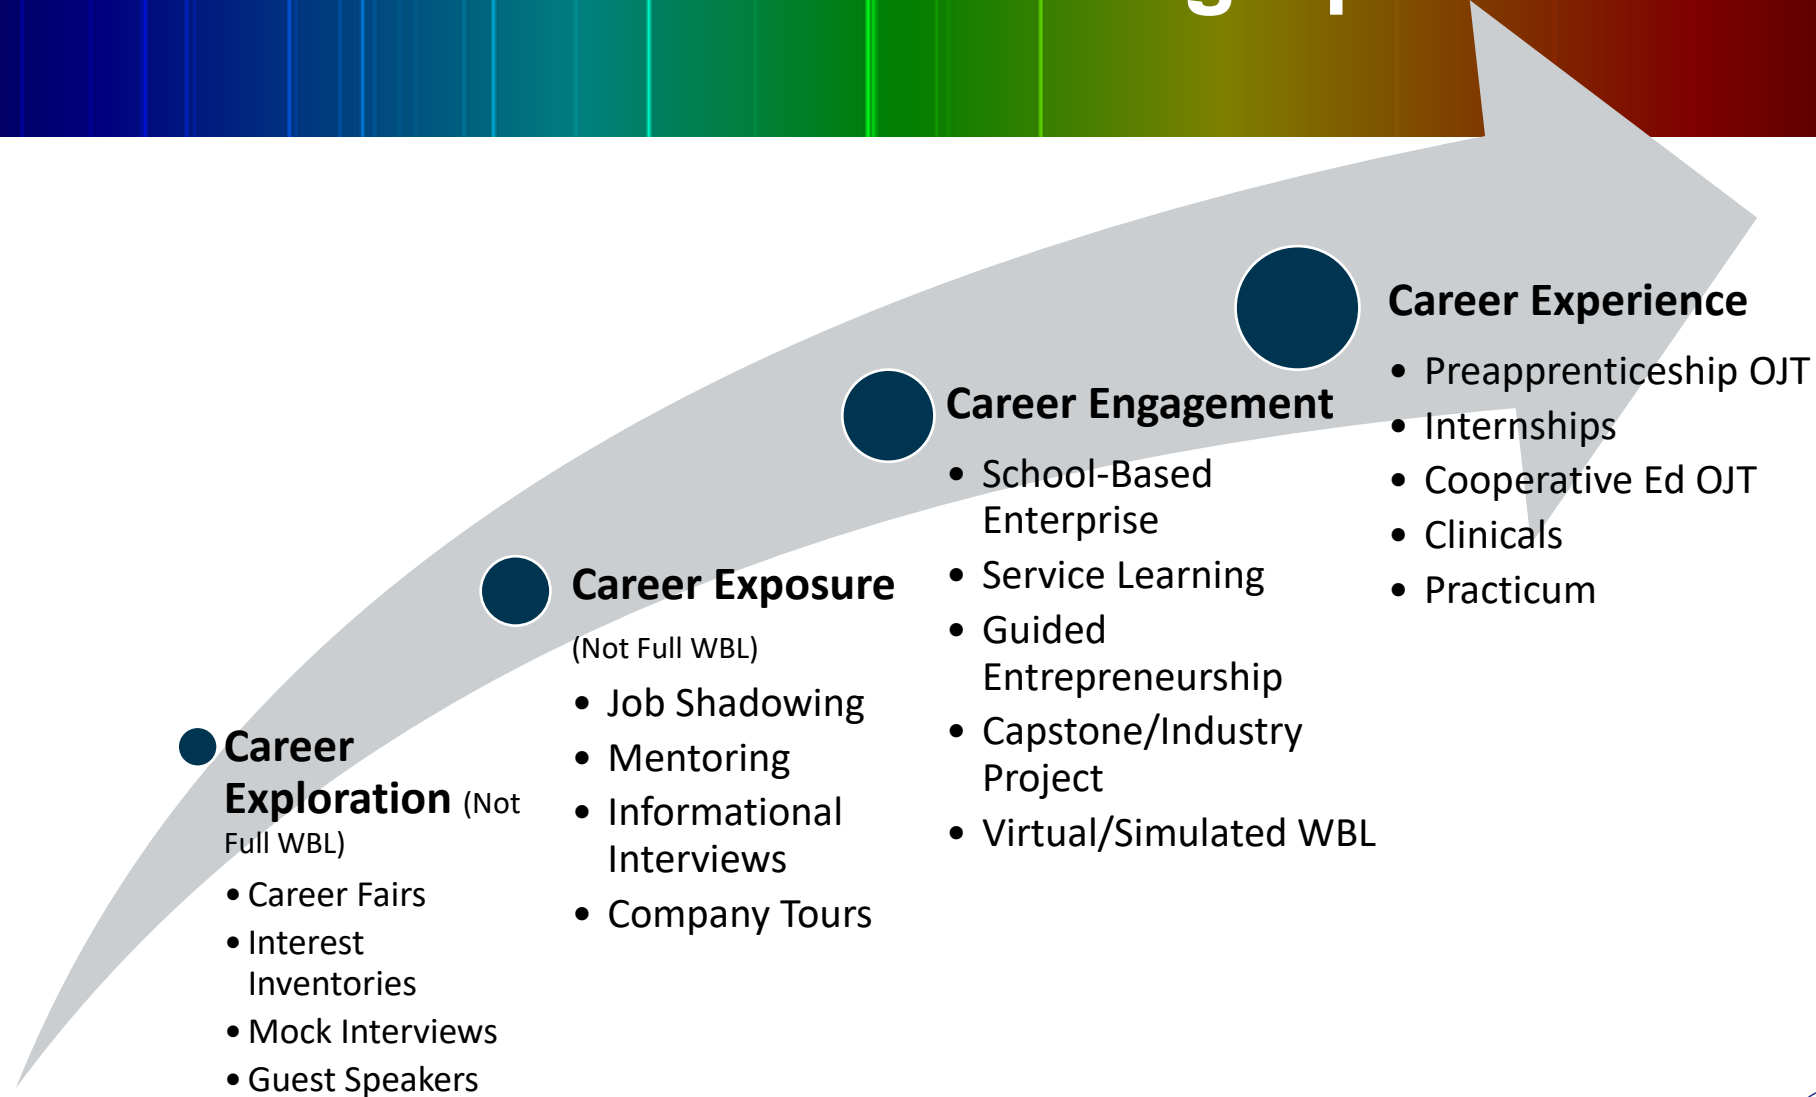 Career
Exploration (Not
Full WBL)
• Career Fairs
• Interest
Inventories
• Mock Interviews
• Guest Speakers
Career Exposure
(Not Full WBL)
• Job Shadowing
• Mentoring
• Informational
Interviews
• Company Tours
Career Engagement
• School-Based
Enterprise
• Service Learning
• Guided
Entrepreneurship
• Capstone/Industry
Project
• Virtual/Simulated WBL
Career Experience
• Preapprenticeship OJT
• Internships
• Cooperative Ed OJT
• Clinicals
• Practicum